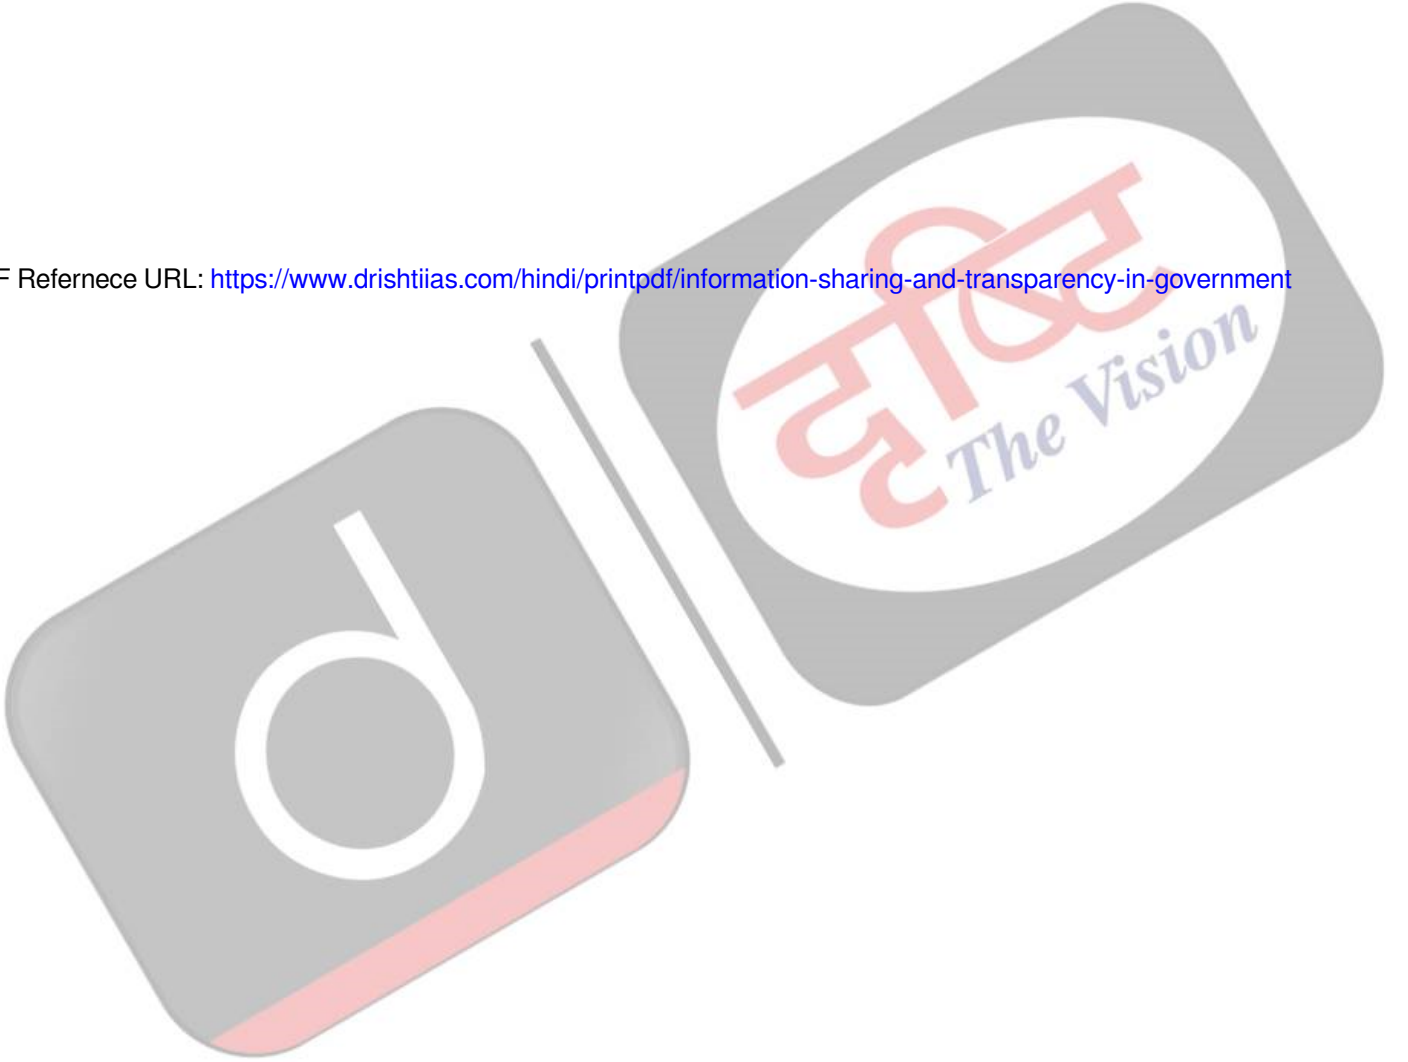 F Refernece URL: https://www.drishtiias.com/hindi/printpdf/information-sharing-and-transparency-in-government
दृष्टि
The Vision
d